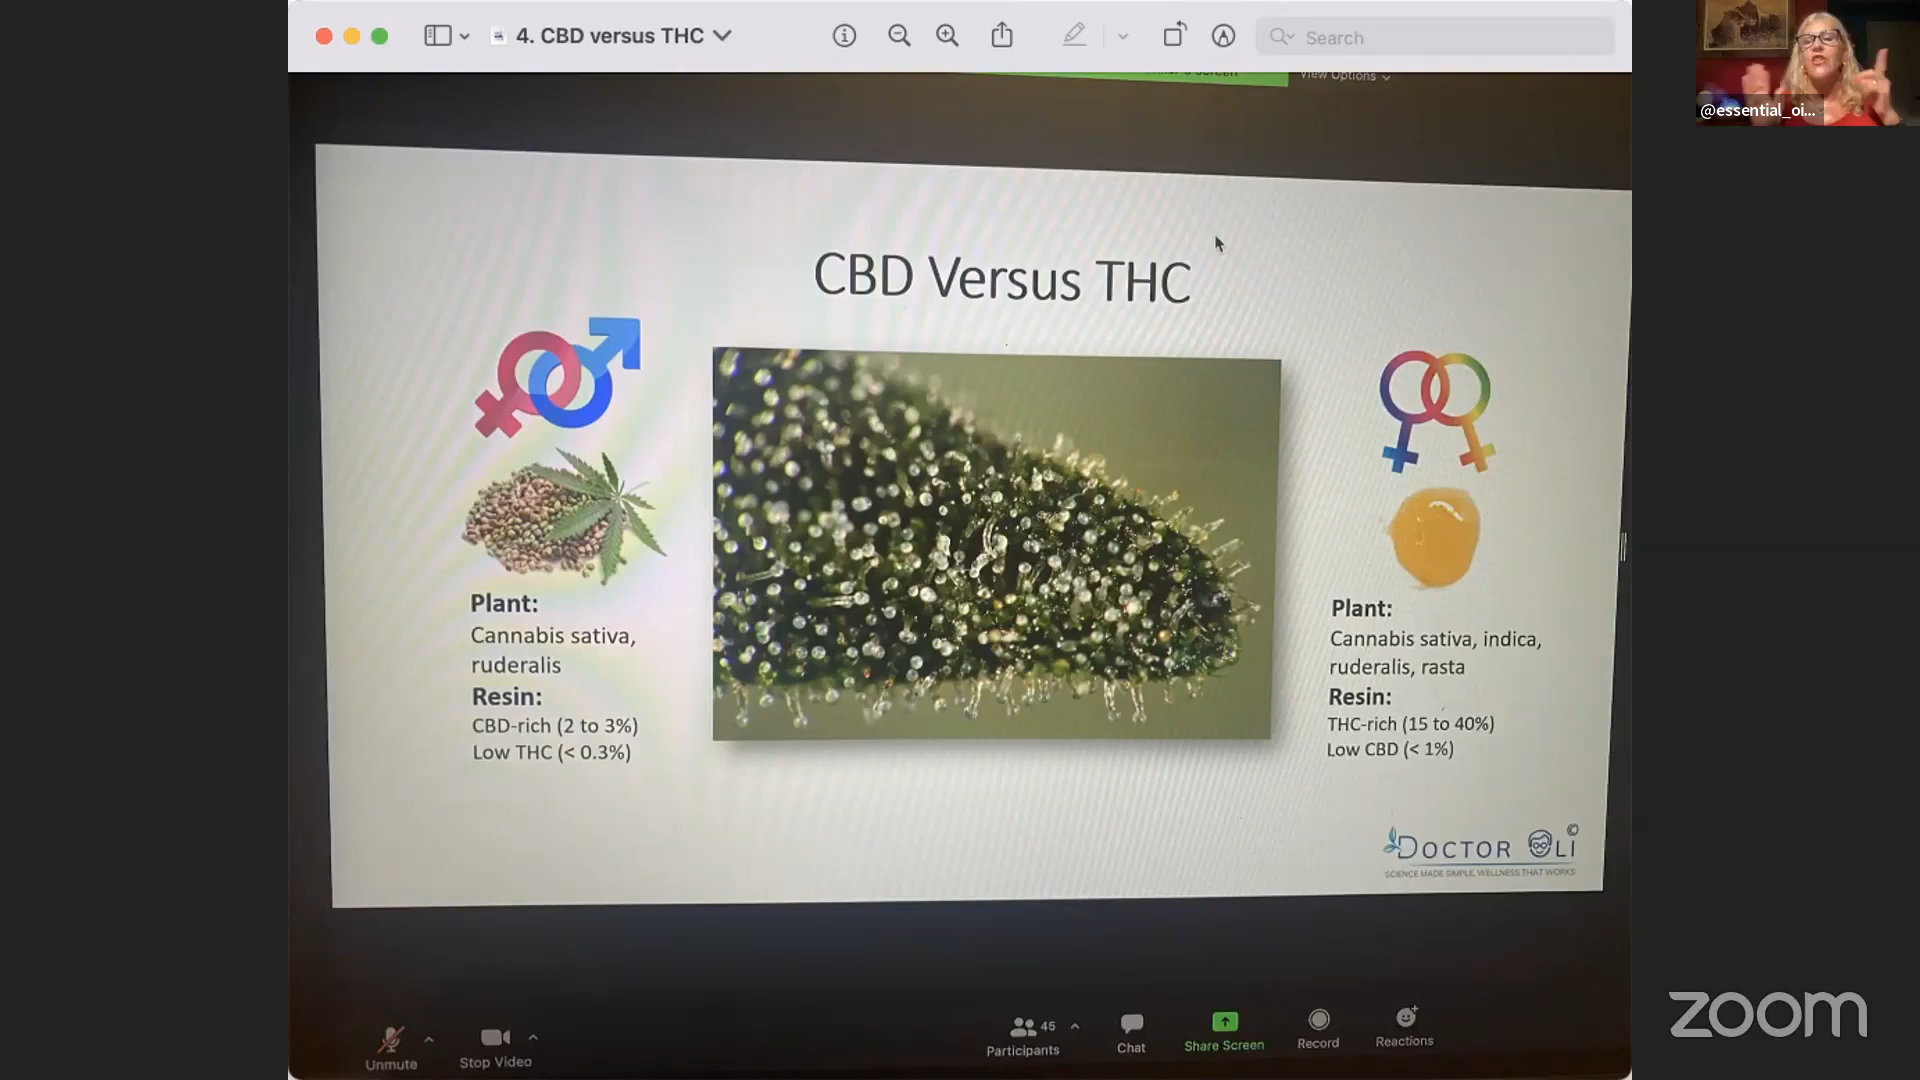 4. CBD versus THC
Search
View Options
@essential_oi...
CBD Versus THC
Plant:
Cannabis sativa,
ruderalis
Resin:
CBD-rich (2 to 3%)
Low THC (< 0.3%)
Plant:
Cannabis sativa, indica,
ruderalis, rasta
Resin:
THC-rich (15 to 40%)
Low CBD (< 1%)
DOCTOR OLI ©
SCIENCE MADE SIMPLE, WELLNESS THAT WORKS
Unmute
Stop Video
45
Participants
Chat
Share Screen
Record
Reactions
zoom